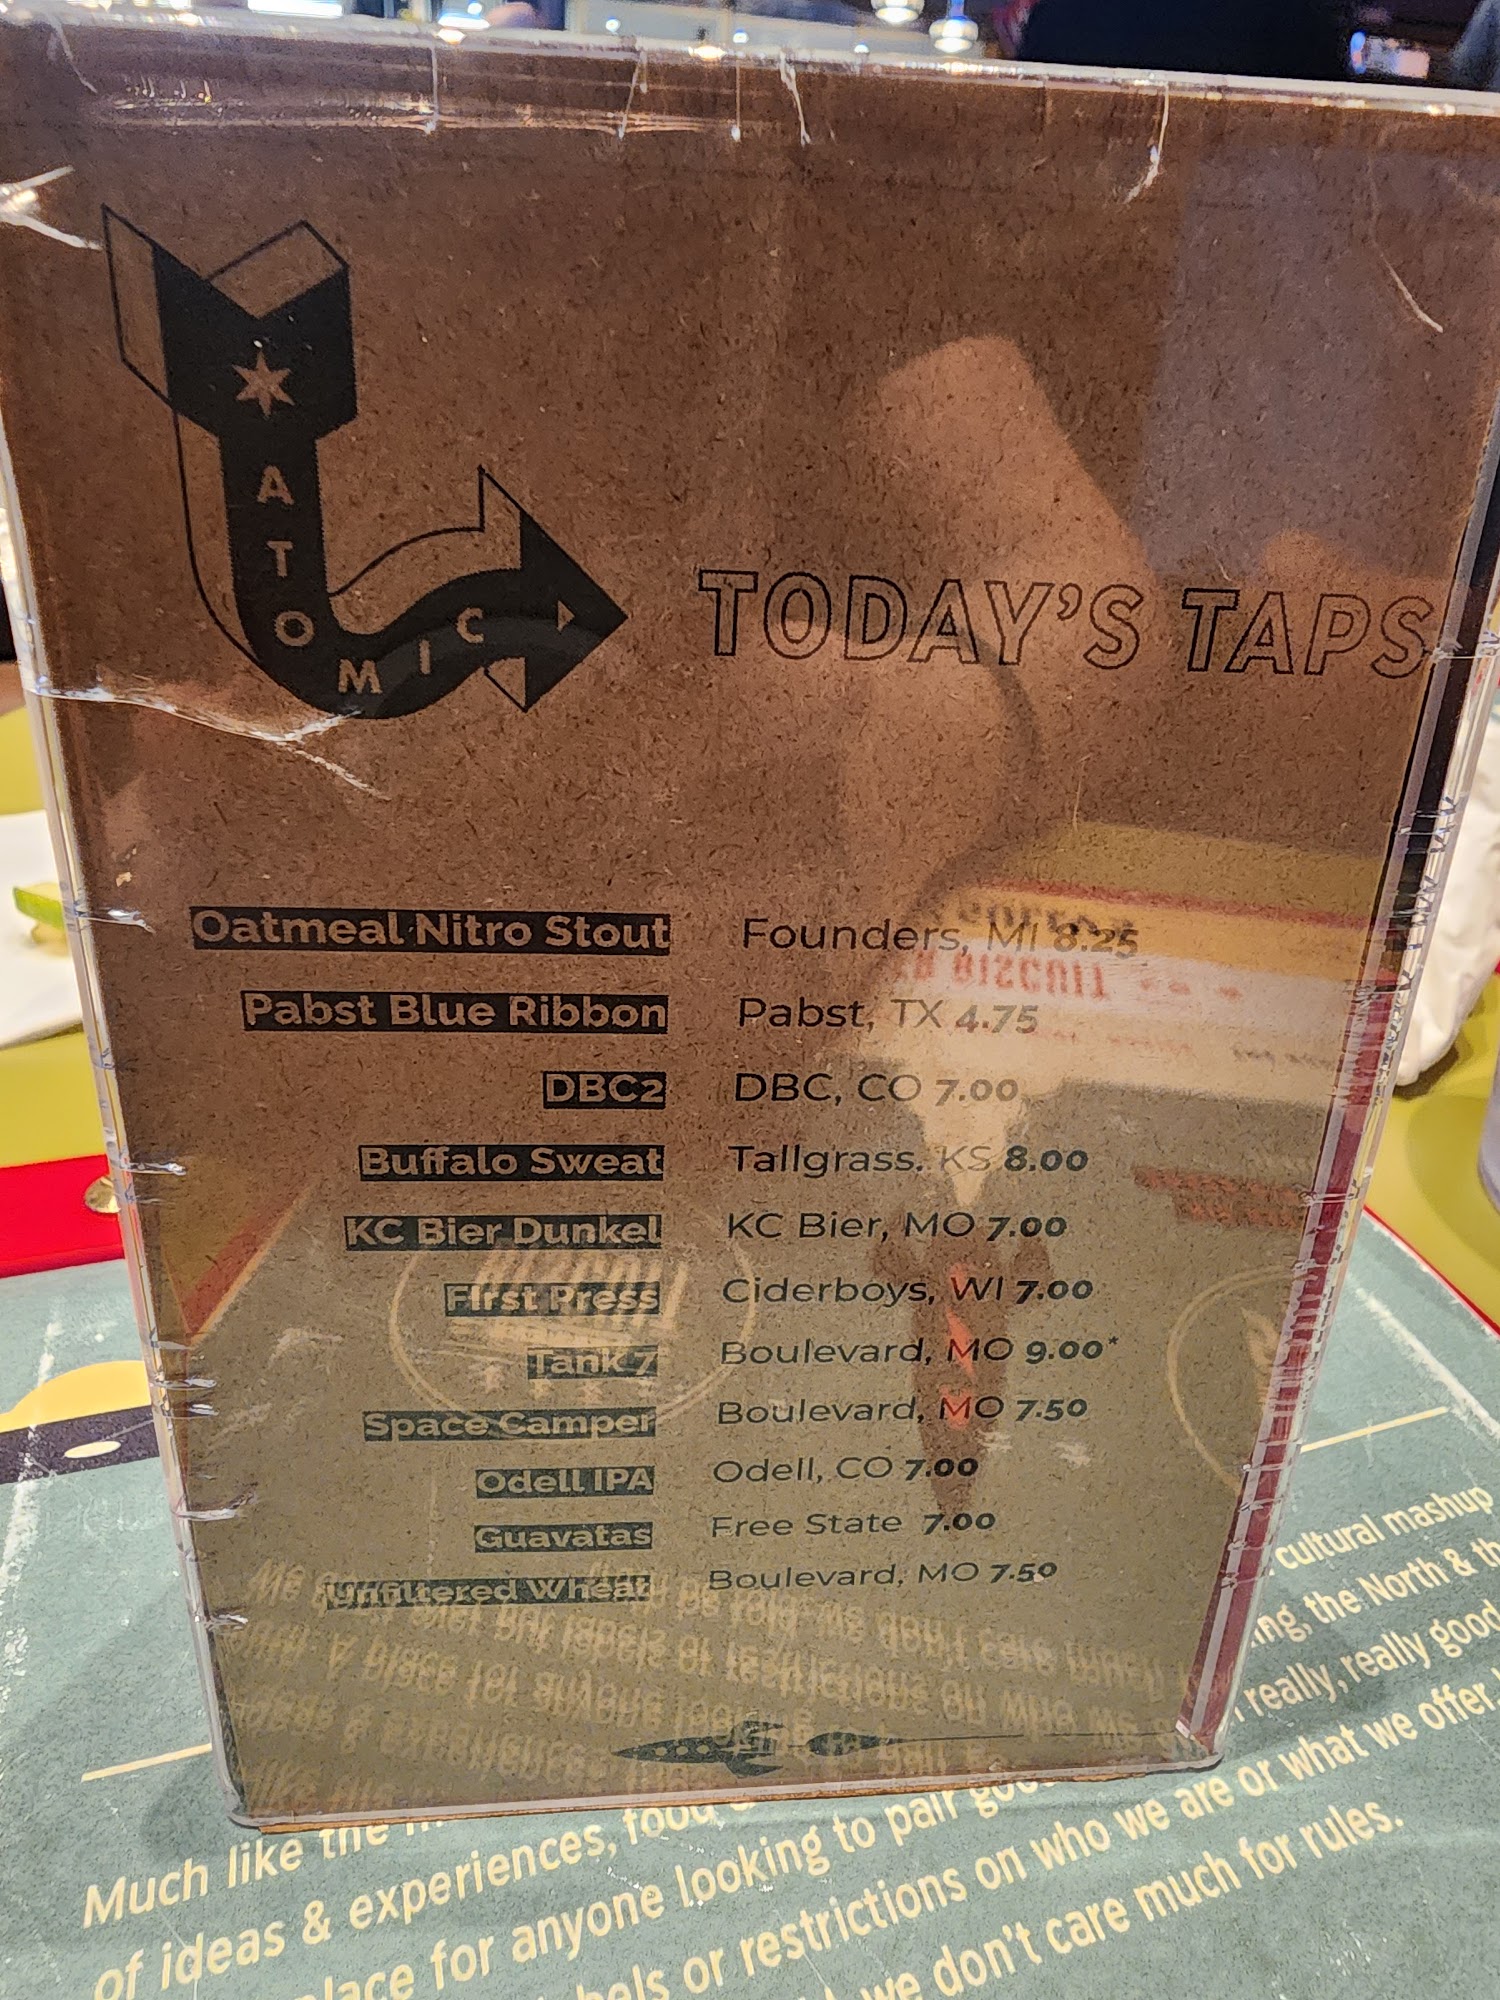 ATOMIC
TODAY'S TAPS
Oatmeal Nitro Stout Founders, MI 8.25
Pabst Blue Ribbon Pabst, TX 4.75
DBC2 DBC, CO 7.00
Buffalo Sweat Tallgrass, KS 8.00
KC Bier Dunkel KC Bier, MO 7.00
First Press Ciderboys, WI 7.00
Tank 7 Boulevard, MO 9.00*
Space Camper Boulevard, MO 7.50
Odell IPA Odell, CO 7.00
Guavatas Free State 7.00
Unfiltered Wheat Boulevard, MO 7.50
BISCUIT
cultural mashup
the North &
really, really good
Much like the
of ideas & experiences, food
place for anyone looking to pair
or restrictions on who we are or what we offer.
we don't care much for rules.